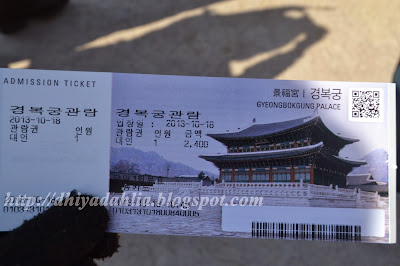 ADMISSION TICKET
景福宮 | 경복궁
GYEONGBOKGUNG PALACE
경복궁관람
2013-10-18
관람권 인원
대인 1
경복궁관람
입장일 : 2013-10-18
관람권 인원 금액
대인 1 2,400
http://dhiyadahlia.blogspot.com